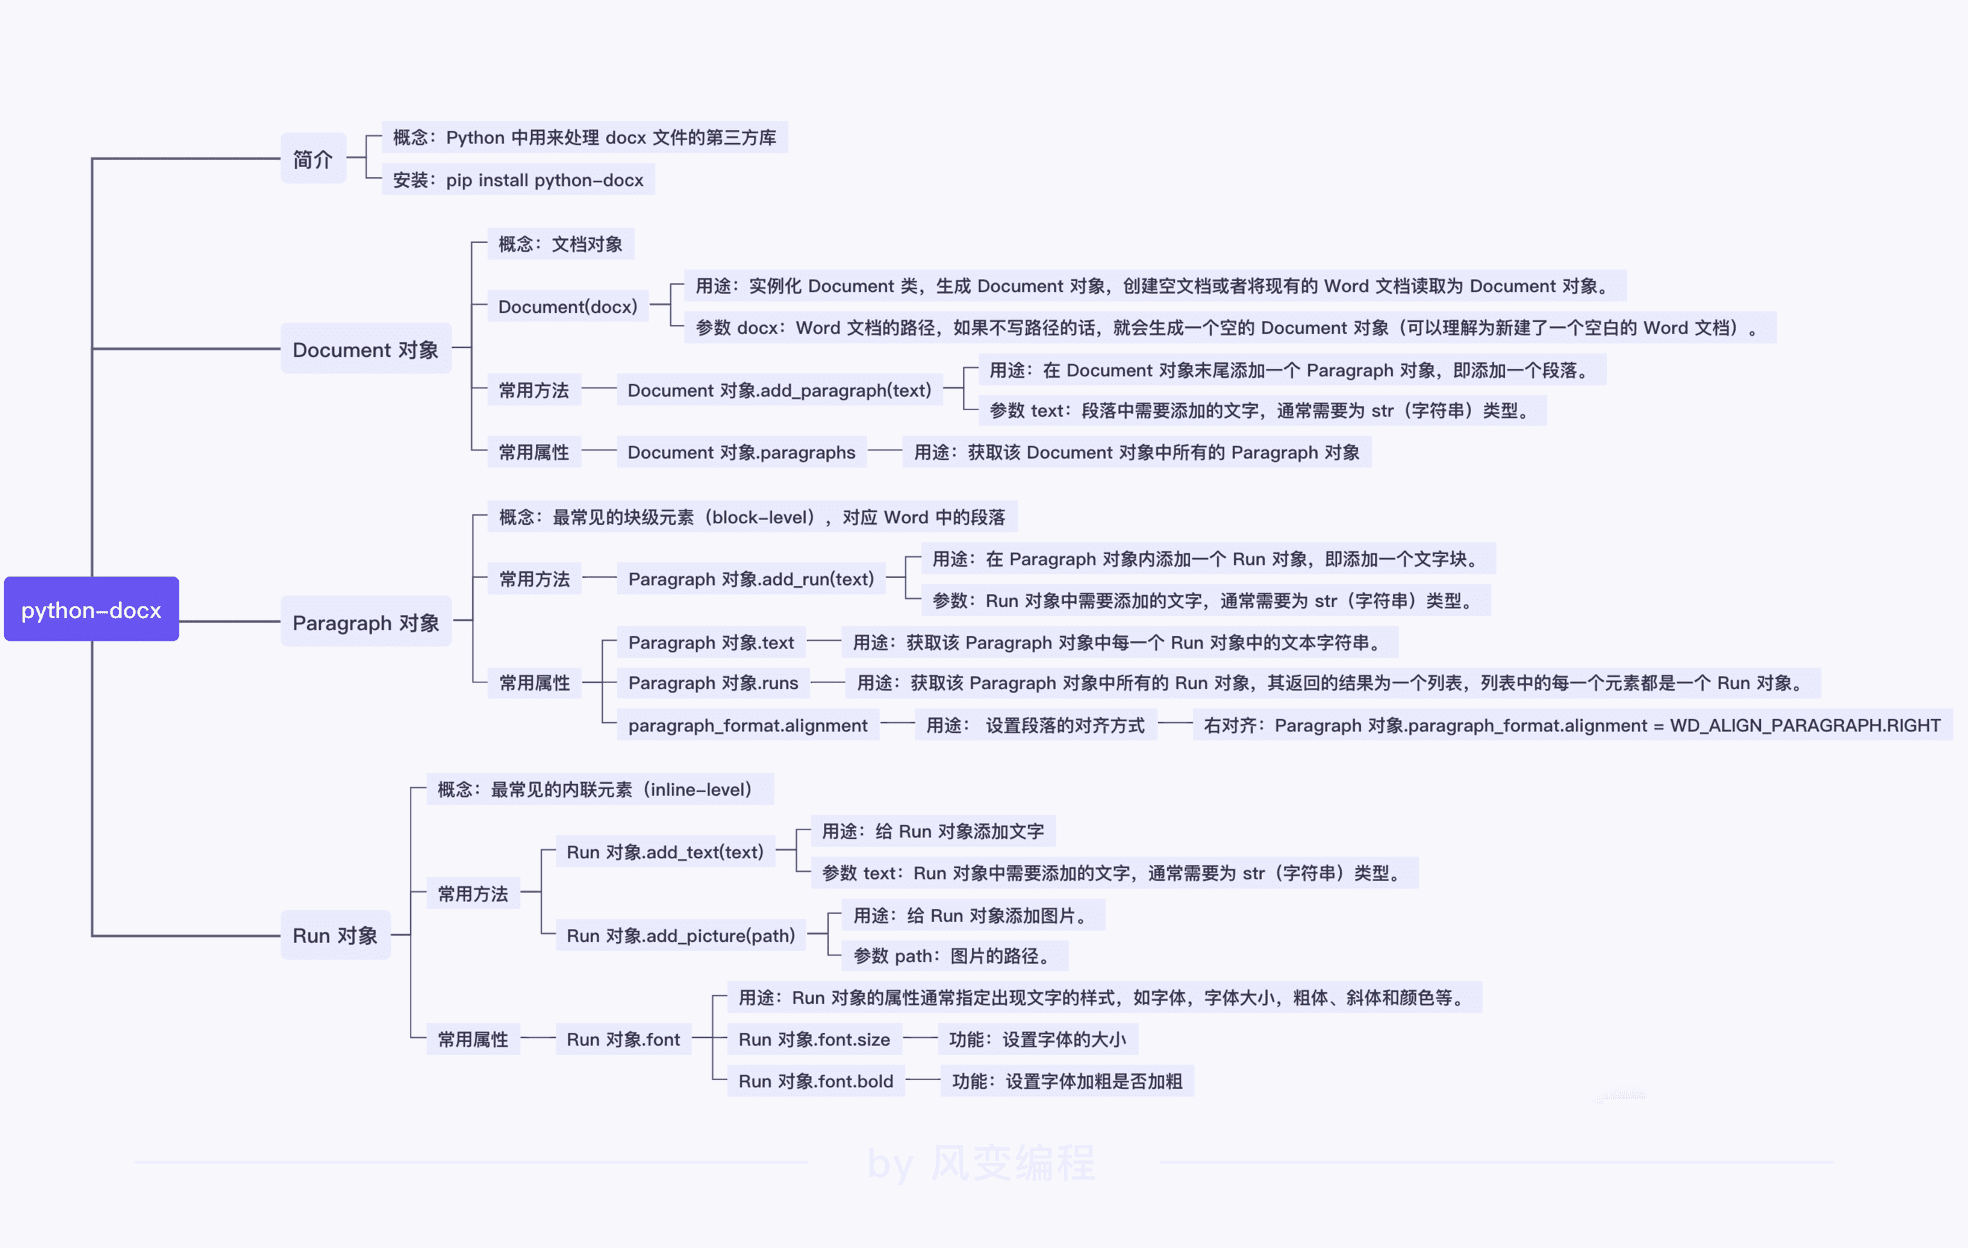 概念：Python 中用来处理 docx 文件的第三方库
简介
安装：pip install python-docx
概念：文档对象
用途：实例化 Document 类，生成 Document 对象，创建空文档或者将现有的 Word 文档读取为 Document 对象。
Document(docx)
参数 docx：Word 文档的路径，如果不写路径的话，就会生成一个空的 Document 对象（可以理解为新建了一个空白的 Word 文档）。
Document 对象
用途：在 Document 对象末尾添加一个 Paragraph 对象，即添加一个段落。
常用方法
Document 对象.add_paragraph(text)
参数 text：段落中需要添加的文字，通常需要为 str（字符串）类型。
常用属性
Document 对象.paragraphs
用途：获取该 Document 对象中所有的 Paragraph 对象
概念：最常见的块级元素（block-level），对应 Word 中的段落
用途：在 Paragraph 对象内添加一个 Run 对象，即添加一个文字块。
常用方法
Paragraph 对象.add_run(text)
参数：Run 对象中需要添加的文字，通常需要为 str（字符串）类型。
python-docx
Paragraph 对象
Paragraph 对象.text
用途：获取该 Paragraph 对象中每一个 Run 对象中的文本字符串。
常用属性
Paragraph 对象.runs
用途：获取该 Paragraph 对象中所有的 Run 对象，其返回的结果为一个列表，列表中的每一个元素都是一个 Run 对象。
paragraph_format.alignment
用途： 设置段落的对齐方式
右对齐：Paragraph 对象.paragraph_format.alignment = WD_ALIGN_PARAGRAPH.RIGHT
概念：最常见的内联元素（inline-level）
用途：给 Run 对象添加文字
Run 对象.add_text(text)
参数 text：Run 对象中需要添加的文字，通常需要为 str（字符串）类型。
常用方法
用途：给 Run 对象添加图片。
Run 对象.add_picture(path)
参数 path：图片的路径。
Run 对象
用途：Run 对象的属性通常指定出现文字的样式，如字体，字体大小，粗体、斜体和颜色等。
常用属性
Run 对象.font
Run 对象.font.size
功能：设置字体的大小
Run 对象.font.bold
功能：设置字体加粗是否加粗
by 风变编程